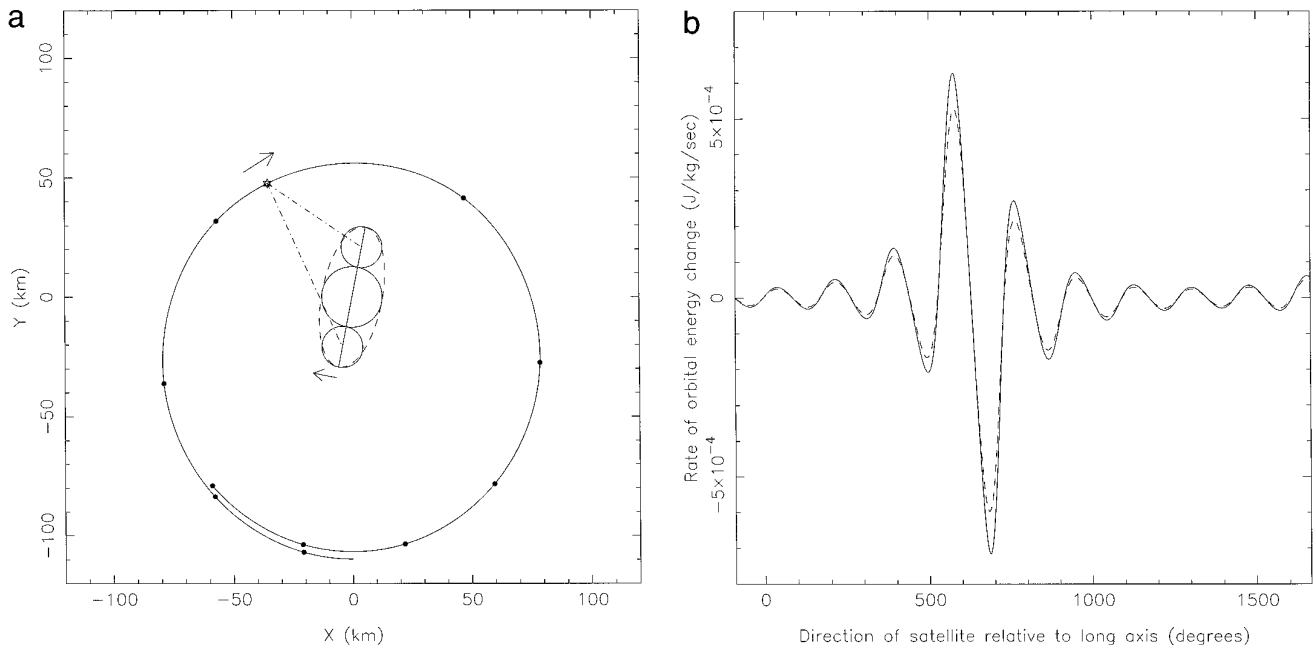 a
100
50
0
−50
−100
Y (km)
−100
−50
0
50
100
X (km)
b
5×10⁻⁴
0
−5×10⁻⁴
Rate of orbital energy change (J/kg/sec)
0
500
1000
1500
Direction of satellite relative to long axis (degrees)